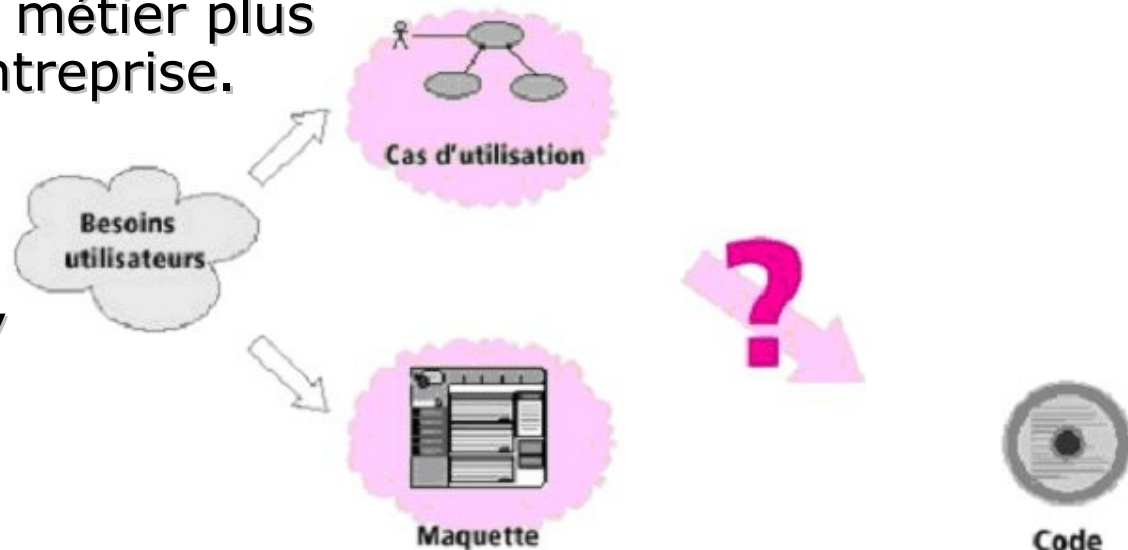 métier plus
ntreprise.
Cas d'utilisation
Besoins
utilisateurs
?
Maquette
Code